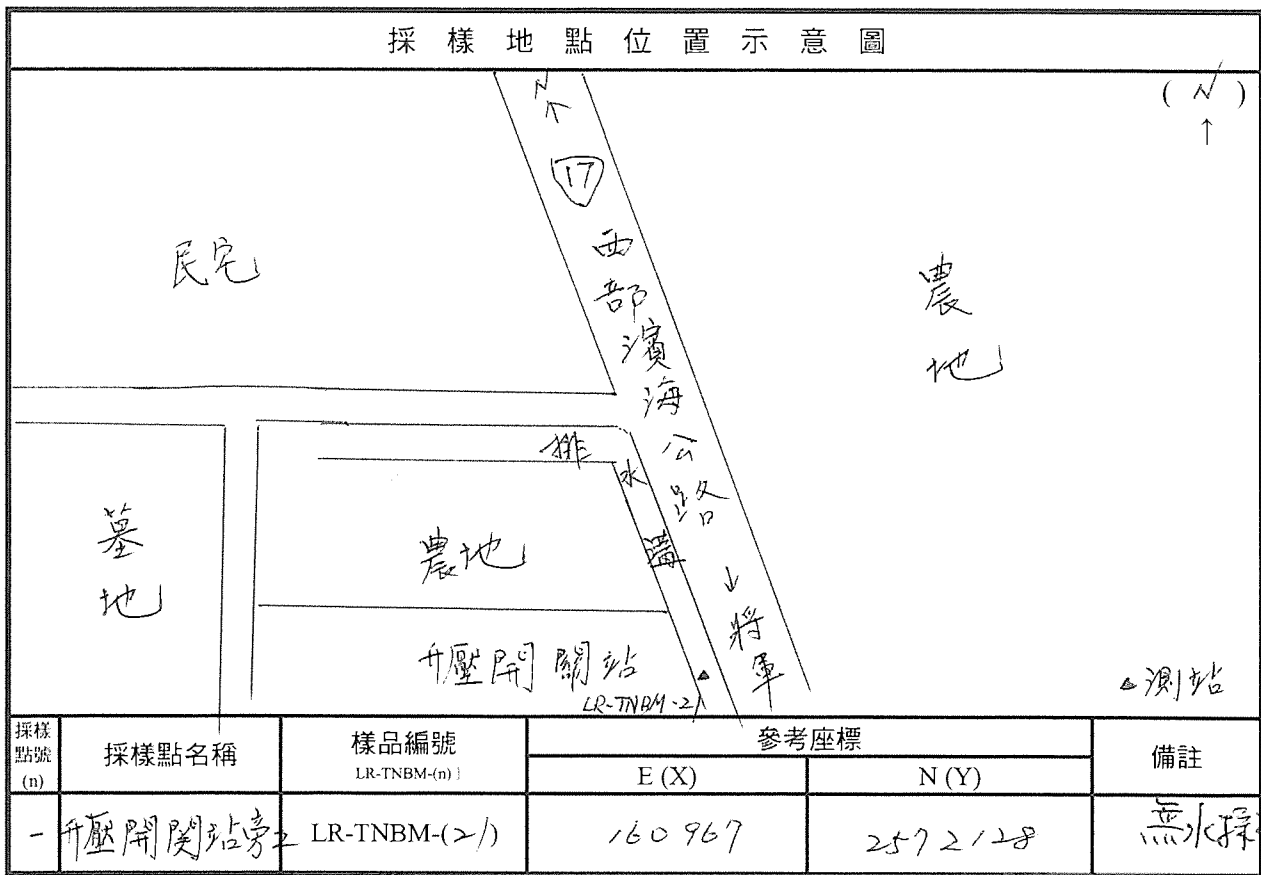 採樣地點位置示意圖
N
↑
( N )
↑
17
西部濱海公路
↓將軍
民宅
農地
排水
墓地
農地
升壓開關站
LR-TNBM-21
▲測站
採樣點號(n)
採樣點名稱
樣品編號
LR-TNBM-(n)
參考座標
E (X)
N (Y)
備註
升壓開関站旁
LR-TNBM-(21)
160967
2572128
無水採